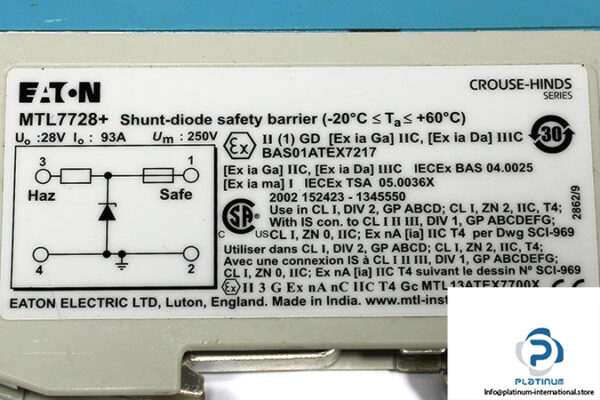 EATON
CROUSE-HINDS
SERIES
MTL7728+ Shunt-diode safety barrier (-20°C ≤ Ta ≤ +60°C)
Uo :28V Io : 93A Um : 250V
Ex II (1) GD [Ex ia Ga] IIC, [Ex ia Da] IIIC
BAS01ATEX7217
30
[Ex ia Ga] IIC, [Ex ia Da] IIIC IECEx BAS 04.0025
[Ex ia ma] I IECEx TSA 05.0036X
2002 152423 - 1345550
2862/9
3 1
Haz Safe
4 2
SA
C US
Use in CL I, DIV 2, GP ABCD; CL I, ZN 2, IIC, T4;
With IS con. to CL I II III, DIV 1, GP ABCDEFG;
CL I, ZN 0, IIC; Ex nA [ia] IIC T4 per Dwg SCI-969
Utiliser dans CL I, DIV 2, GP ABCD; CL I, ZN 2, IIC, T4;
Avec une connexion IS à CL I II III, DIV 1, GP ABCDEFG;
CL I, ZN 0, IIC; Ex nA [ia] IIC T4 suivant le dessin N° SCI-969
Ex II 3 G Ex nA nC IIC T4 Gc MTL13ATEX7700X
EATON ELECTRIC LTD, Luton, England. Made in India. www.mtl-inst
PLATINUM
Info@platinum-international.store